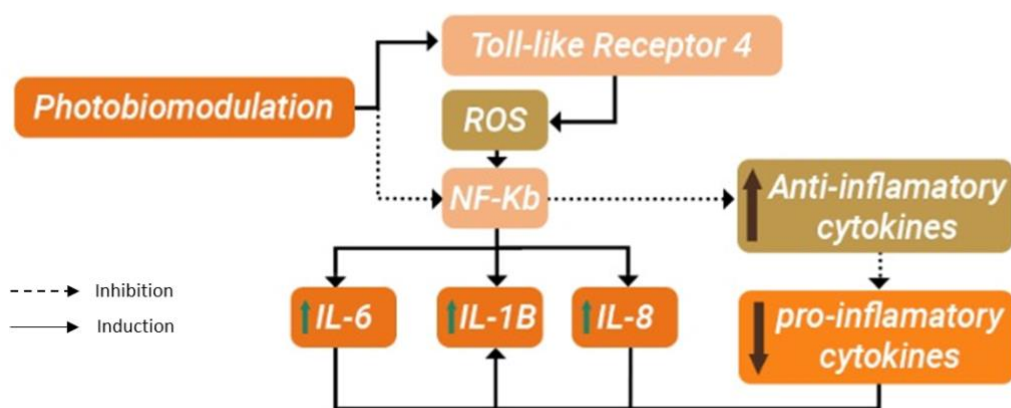 Toll-like Receptor 4
Photobiomodulation
ROS
NF-Kb
Anti-inflamatory
cytokines
Inhibition
Induction
IL-6
IL-1B
IL-8
pro-inflamatory
cytokines